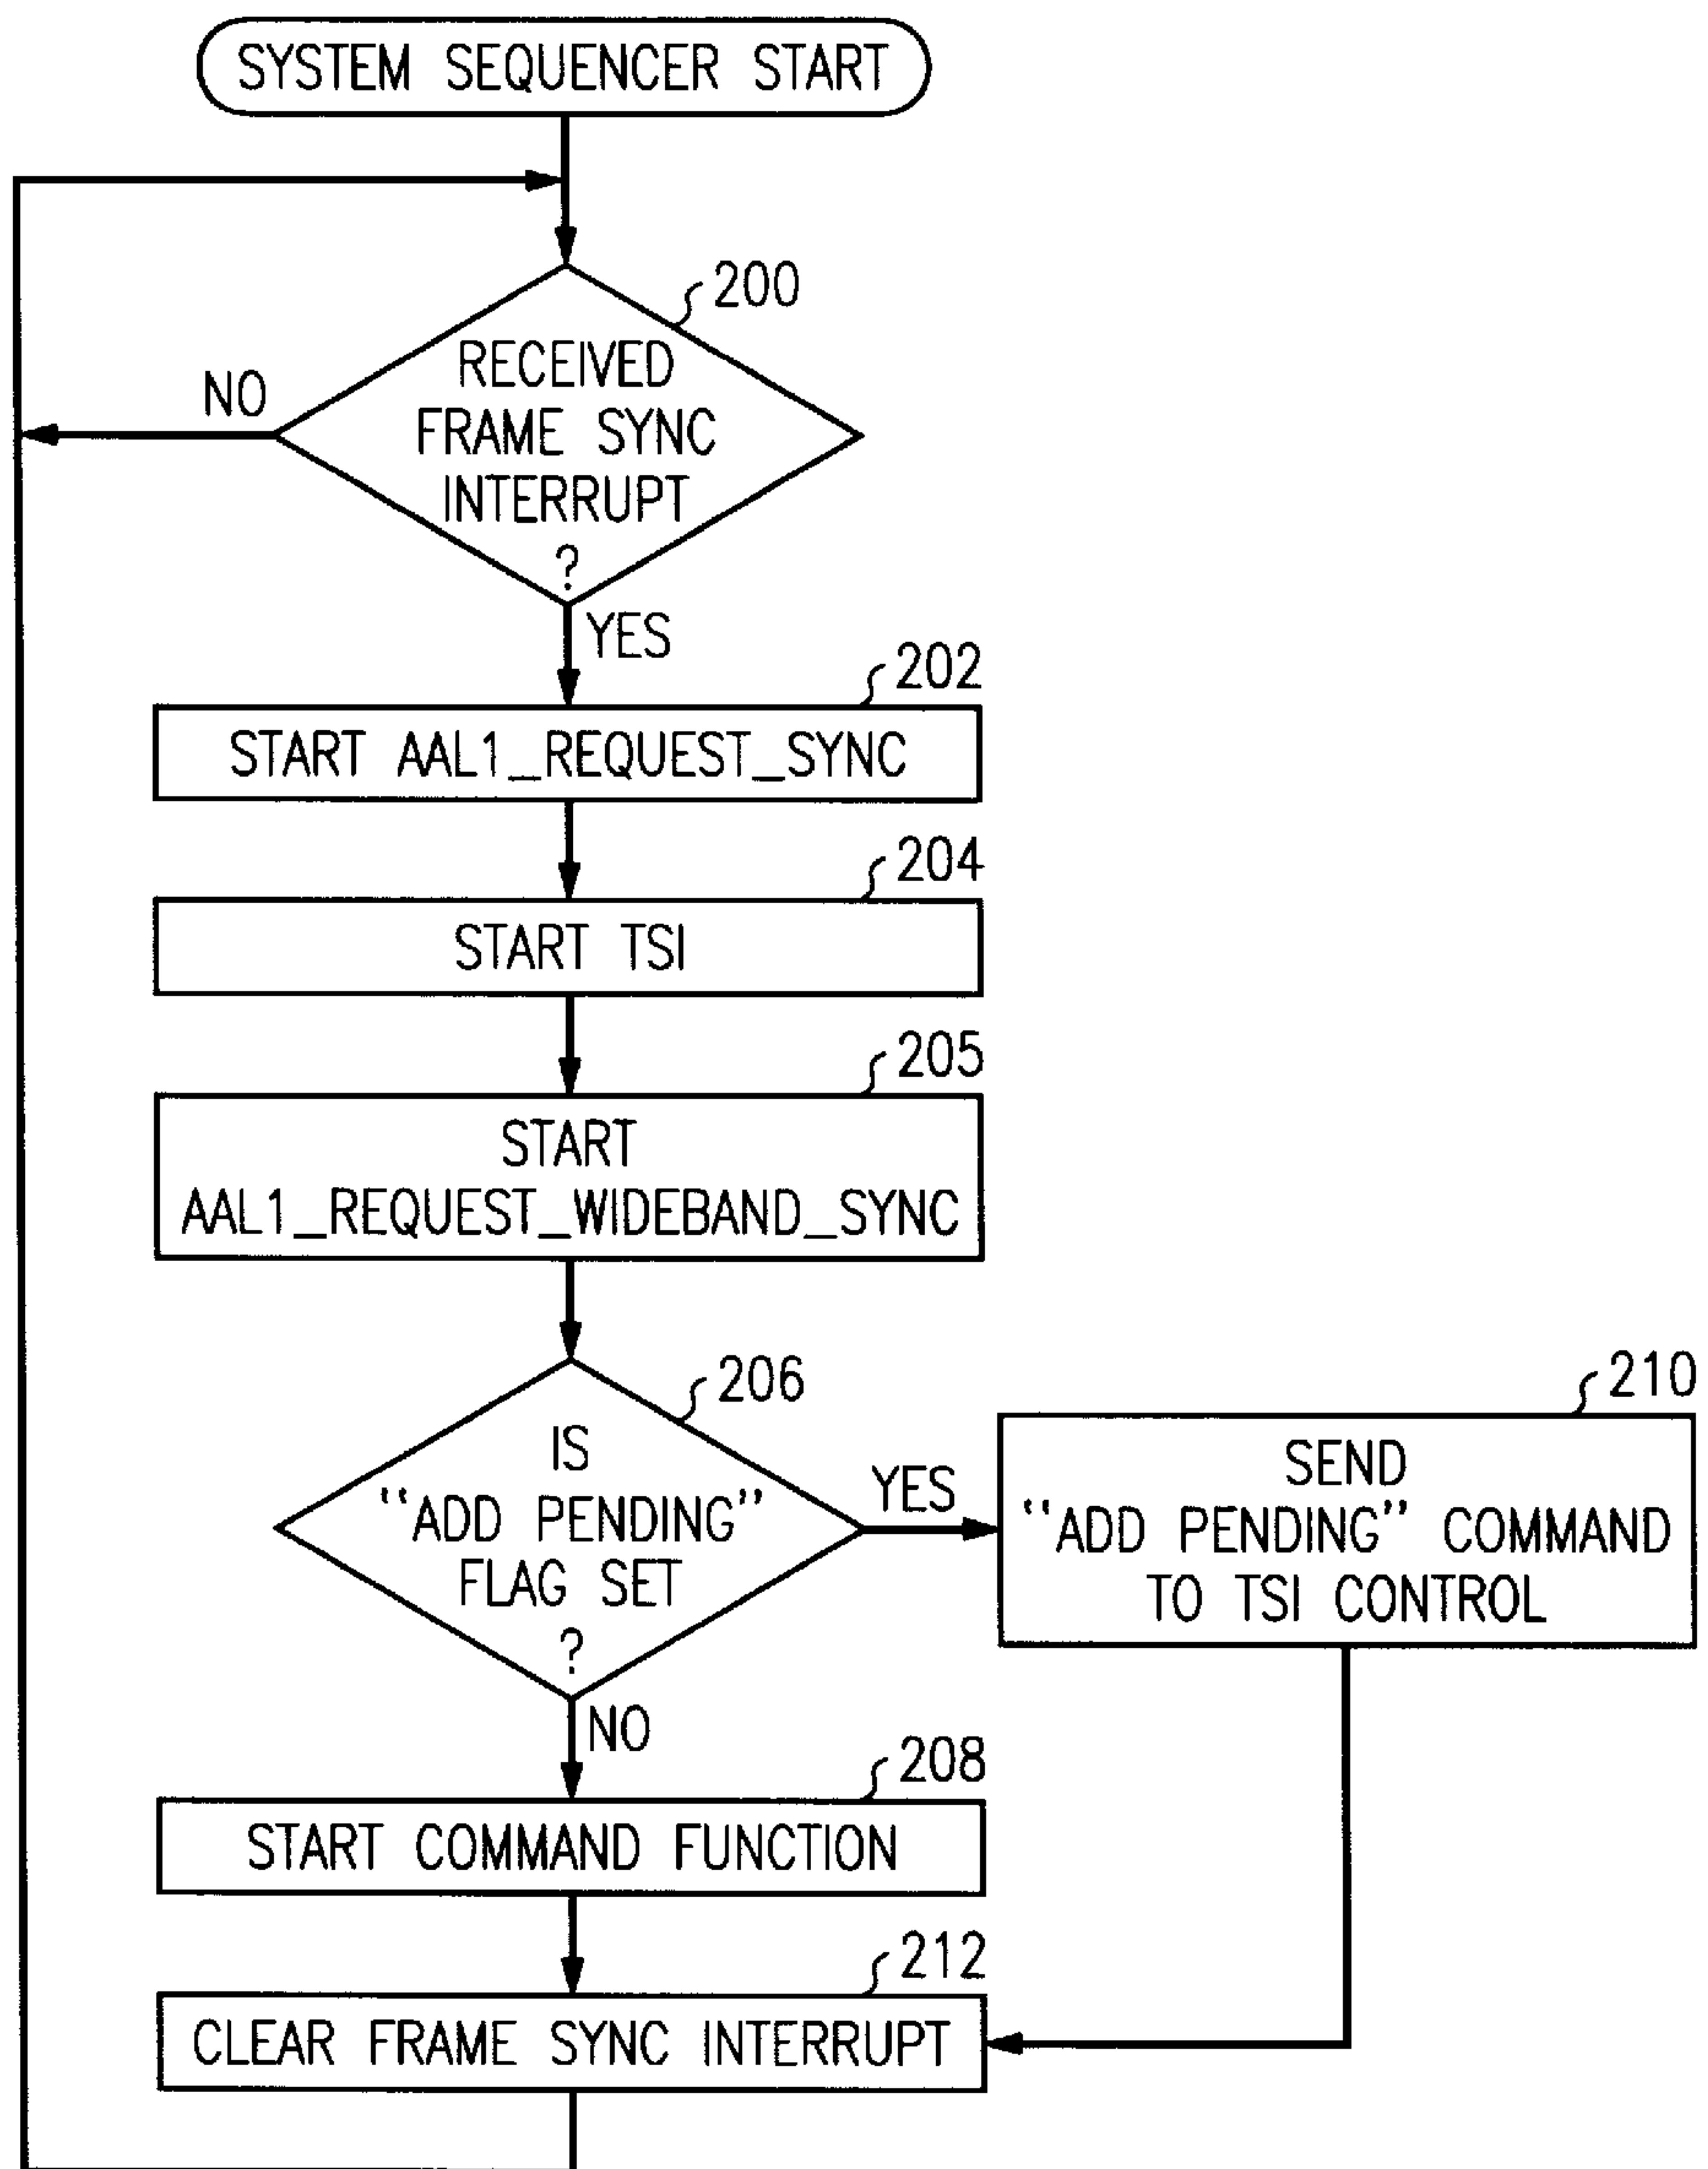 SYSTEM SEQUENCER START
200
RECEIVED
FRAME SYNC
INTERRUPT
?
NO
YES
202
START AAL1_REQUEST_SYNC
204
START TSI
205
START
AAL1_REQUEST_WIDEBAND_SYNC
206
IS
"ADD PENDING"
FLAG SET
?
YES
210
SEND
"ADD PENDING" COMMAND
TO TSI CONTROL
NO
208
START COMMAND FUNCTION
212
CLEAR FRAME SYNC INTERRUPT